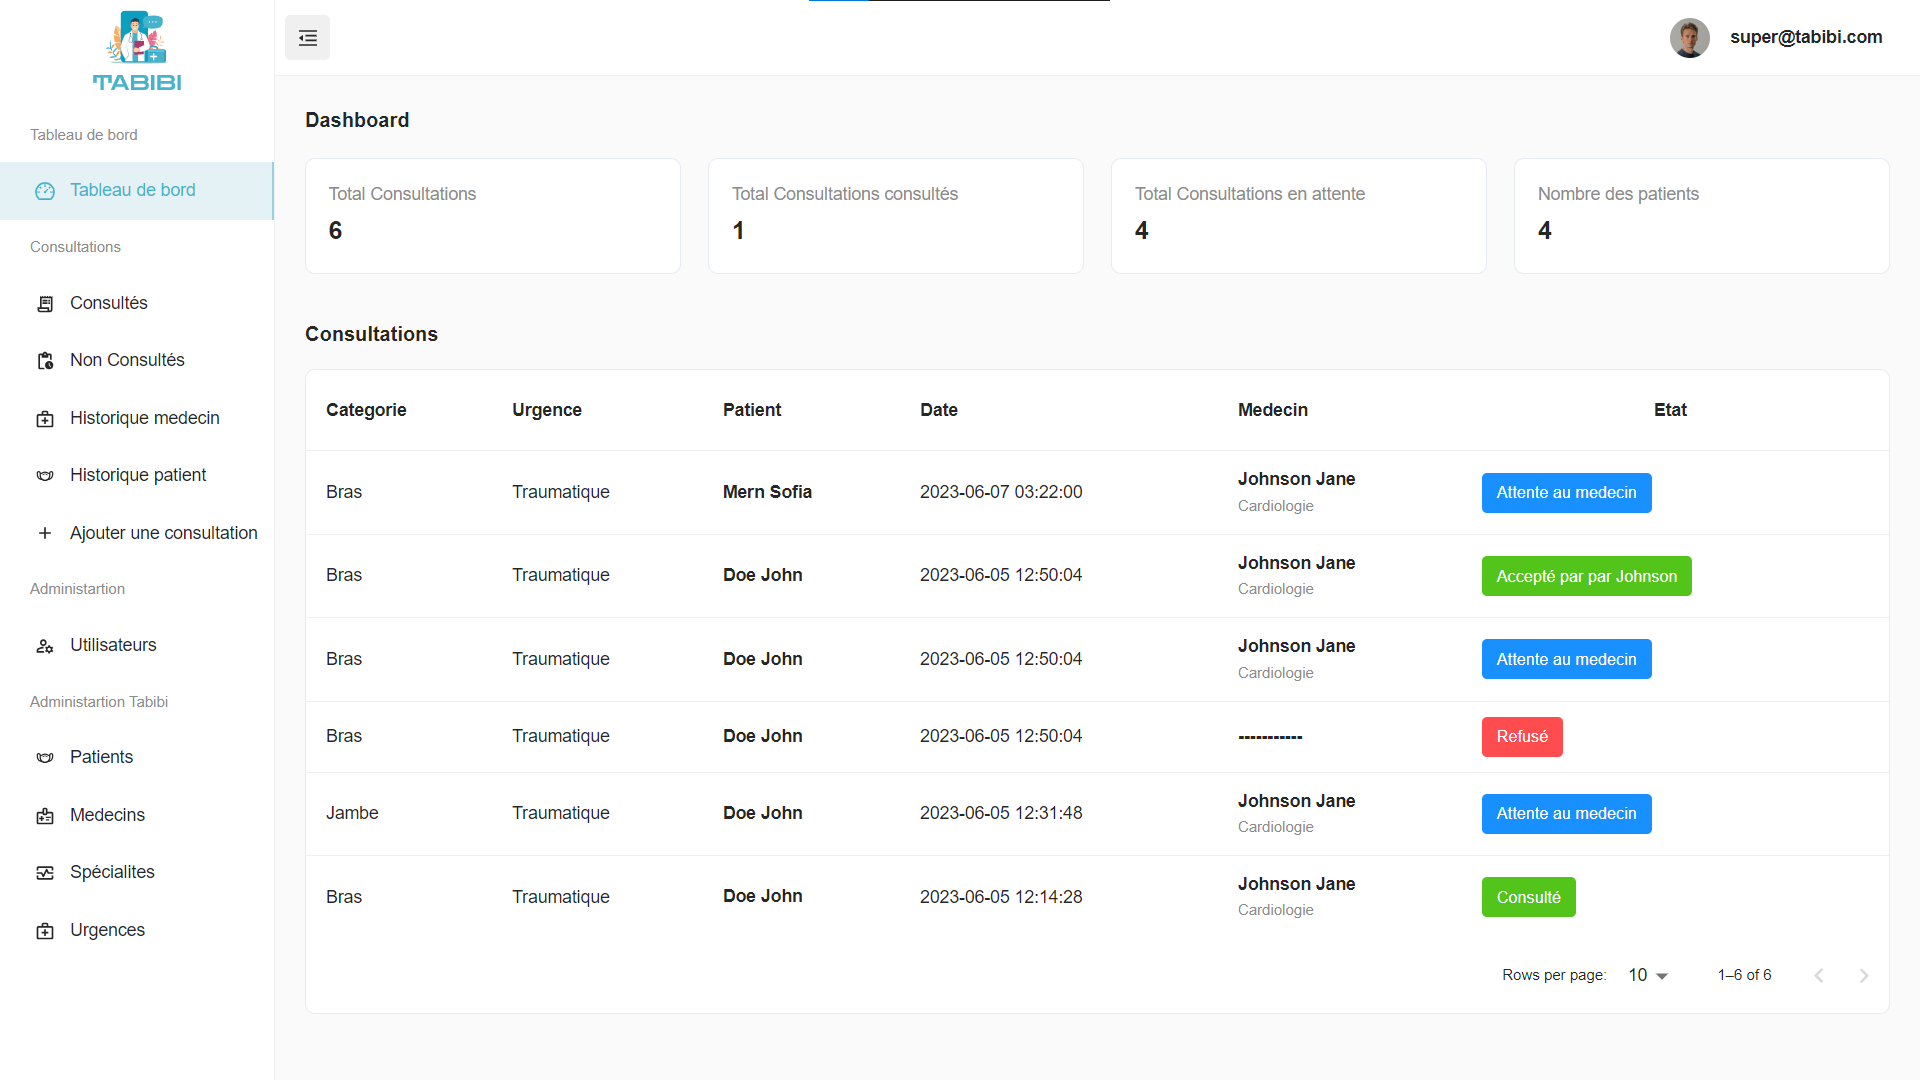 TABIBI
super@tabibi.com
Tableau de bord
Tableau de bord
Consultations
Consultés
Non Consultés
Historique medecin
Historique patient
Ajouter une consultation
Administartion
Utilisateurs
Administartion Tabibi
Patients
Medecins
Spécialites
Urgences
Dashboard
Total Consultations
6
Total Consultations consultés
1
Total Consultations en attente
4
Nombre des patients
4
Consultations
Categorie Urgence Patient Date Medecin Etat
Bras Traumatique Mern Sofia 2023-06-07 03:22:00 Johnson Jane Attente au medecin
Cardiologie
Bras Traumatique Doe John 2023-06-05 12:50:04 Johnson Jane Accepté par par Johnson
Cardiologie
Bras Traumatique Doe John 2023-06-05 12:50:04 Johnson Jane Attente au medecin
Cardiologie
Bras Traumatique Doe John 2023-06-05 12:50:04 ----------- Refusé
Jambe Traumatique Doe John 2023-06-05 12:31:48 Johnson Jane Attente au medecin
Cardiologie
Bras Traumatique Doe John 2023-06-05 12:14:28 Johnson Jane Consulté
Cardiologie
Rows per page: 10 1–6 of 6